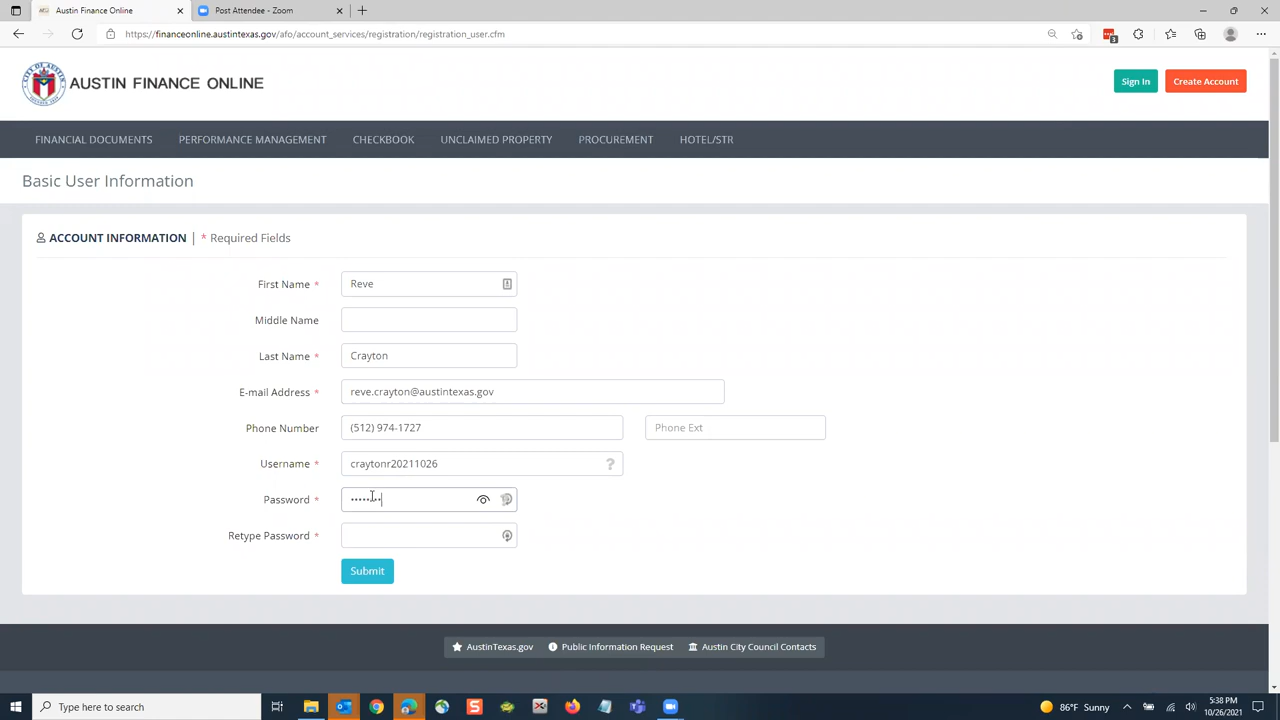 Austin Finance Online
Post Attendee - Zoom
https://financeonline.austintexas.gov/afo/account_services/registration/registration_user.cfm
3
AUSTIN FINANCE ONLINE
Sign In
Create Account
FINANCIAL DOCUMENTS PERFORMANCE MANAGEMENT CHECKBOOK UNCLAIMED PROPERTY PROCUREMENT HOTEL/STR
Basic User Information
ACCOUNT INFORMATION | * Required Fields
First Name * Reve
Middle Name
Last Name * Crayton
E-mail Address * reve.crayton@austintexas.gov
Phone Number (512) 974-1727 Phone Ext
Username * craytonr20211026 ?
Password *
Retype Password *
Submit
AustinTexas.gov Public Information Request Austin City Council Contacts
Type here to search
86°F Sunny
5:38 PM
10/26/2021